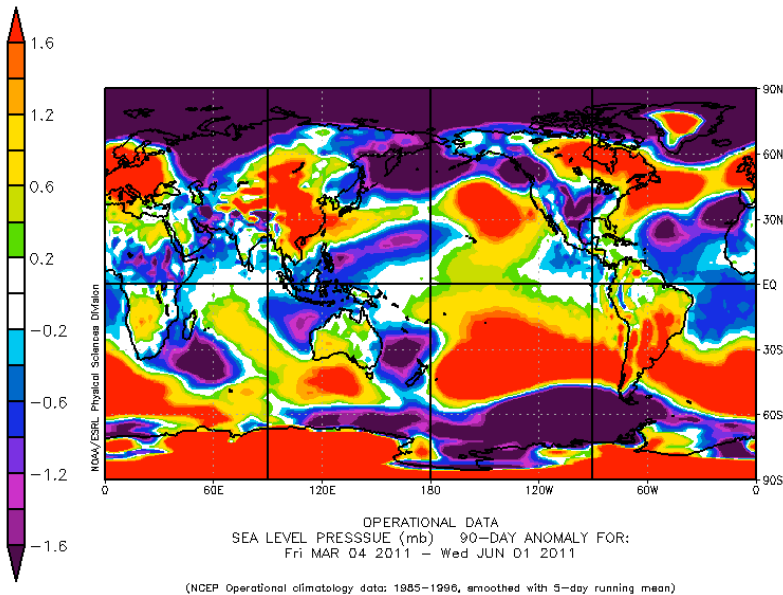 1.6
1.2
0.6
0.2
−0.2
−0.6
−1.2
−1.6
NOAA/ESRL Physical Sciences Division
90N
60N
30N
EQ
30S
60S
90S
60E
120E
180
120W
60W
0
OPERATIONAL DATA
SEA LEVEL PRESSSUE (mb) 90-DAY ANOMALY FOR:
Fri MAR 04 2011 − Wed JUN 01 2011
(NCEP Operational climatology data: 1985−1996, smoothed with 5-day running mean)